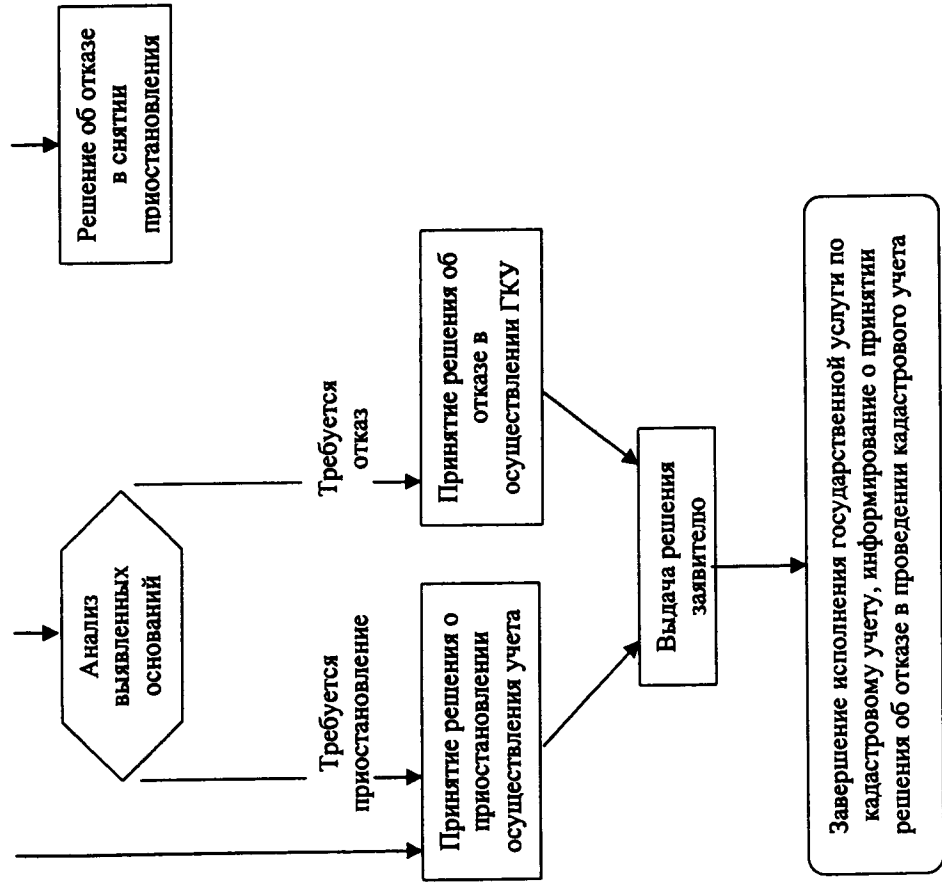 Решение об отказе
в снятии
приостановления
Анализ
выявленных
оснований
Требуется
приостановление
Требуется
отказ
Принятие решения о
приостановлении
осуществления учета
Принятие решения об
отказе в
осуществлении ГКУ
Выдача решения
заявителю
Завершение исполнения государственной услуги по
кадастровому учету, информирование о принятии
решения об отказе в проведении кадастрового учета